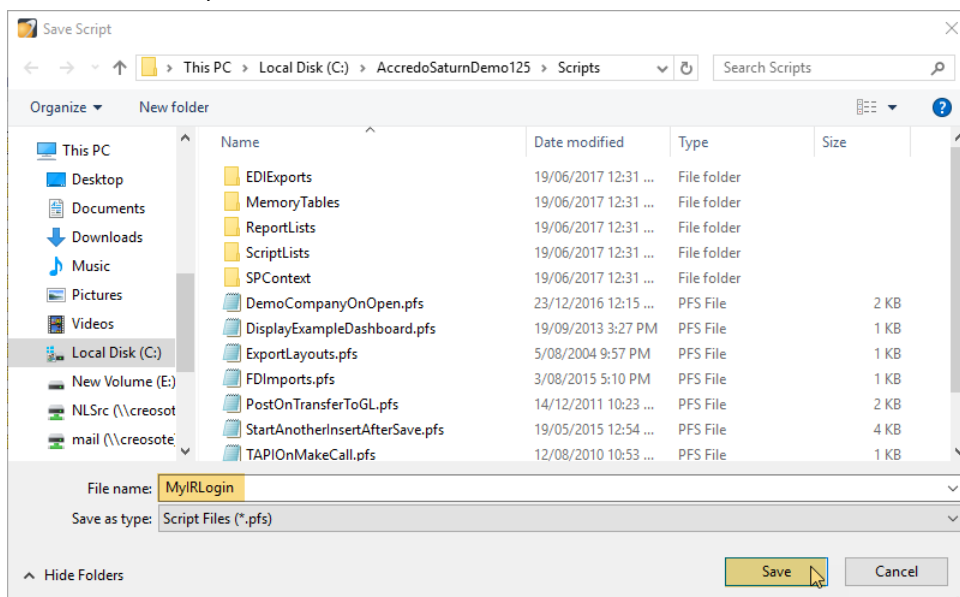 Save Script
This PC > Local Disk (C:) > AccredoSaturnDemo125 > Scripts
Search Scripts
Organize New folder
Name Date modified Type Size
This PC
Desktop
Documents
Downloads
Music
Pictures
Videos
Local Disk (C:)
New Volume (E:)
NLSrc (\\creosot
mail (\\creosote
EDIExports 19/06/2017 12:31 ... File folder
MemoryTables 19/06/2017 12:31 ... File folder
ReportLists 19/06/2017 12:31 ... File folder
ScriptLists 19/06/2017 12:31 ... File folder
SPContext 19/06/2017 12:31 ... File folder
DemoCompanyOnOpen.pfs 23/12/2016 12:15 ... PFS File 2 KB
DisplayExampleDashboard.pfs 19/09/2013 3:27 PM PFS File 1 KB
ExportLayouts.pfs 5/08/2004 9:57 PM PFS File 1 KB
FDImports.pfs 3/08/2015 5:10 PM PFS File 1 KB
PostOnTransferToGL.pfs 14/12/2011 10:23 ... PFS File 2 KB
StartAnotherInsertAfterSave.pfs 19/05/2015 12:54 ... PFS File 4 KB
TAPIOnMakeCall.pfs 12/08/2010 10:53 ... PFS File 1 KB
File name: MyIRLogin
Save as type: Script Files (*.pfs)
Hide Folders Save Cancel